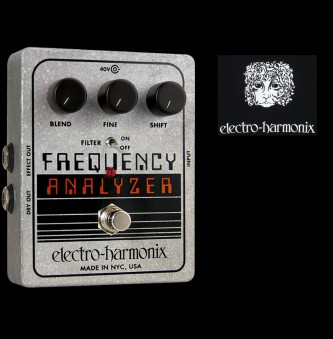 40V
BLEND
FINE
SHIFT
FILTER
ON
OFF
INPUT
EFFECT OUT
DRY OUT
FREQUENCY
ANALYZER
electro-harmonix
MADE IN NYC, USA
electro-harmonix